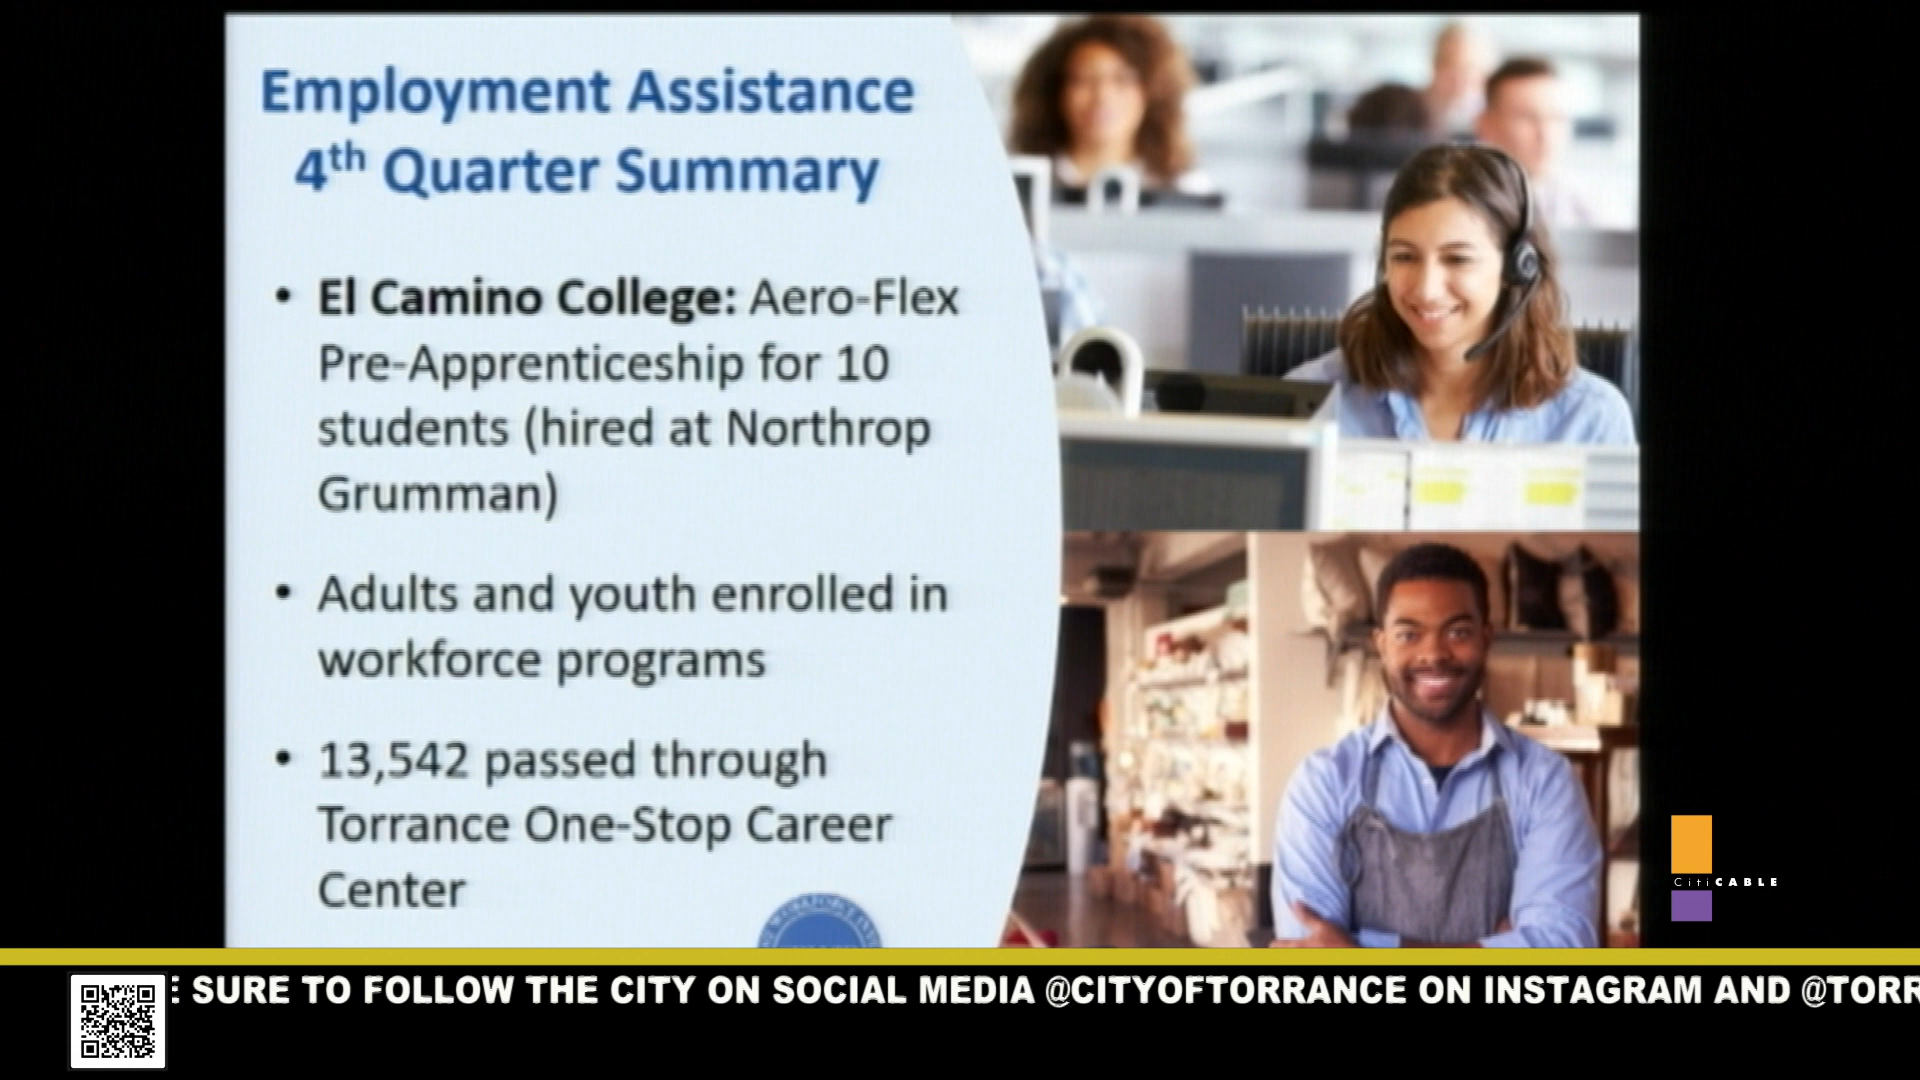 Employment Assistance
4th Quarter Summary
• El Camino College: Aero-Flex
Pre-Apprenticeship for 10
students (hired at Northrop
Grumman)
• Adults and youth enrolled in
workforce programs
• 13,542 passed through
Torrance One-Stop Career
Center
CitiCABLE
SURE TO FOLLOW THE CITY ON SOCIAL MEDIA @CITYOFTORRANCE ON INSTAGRAM AND @TORR